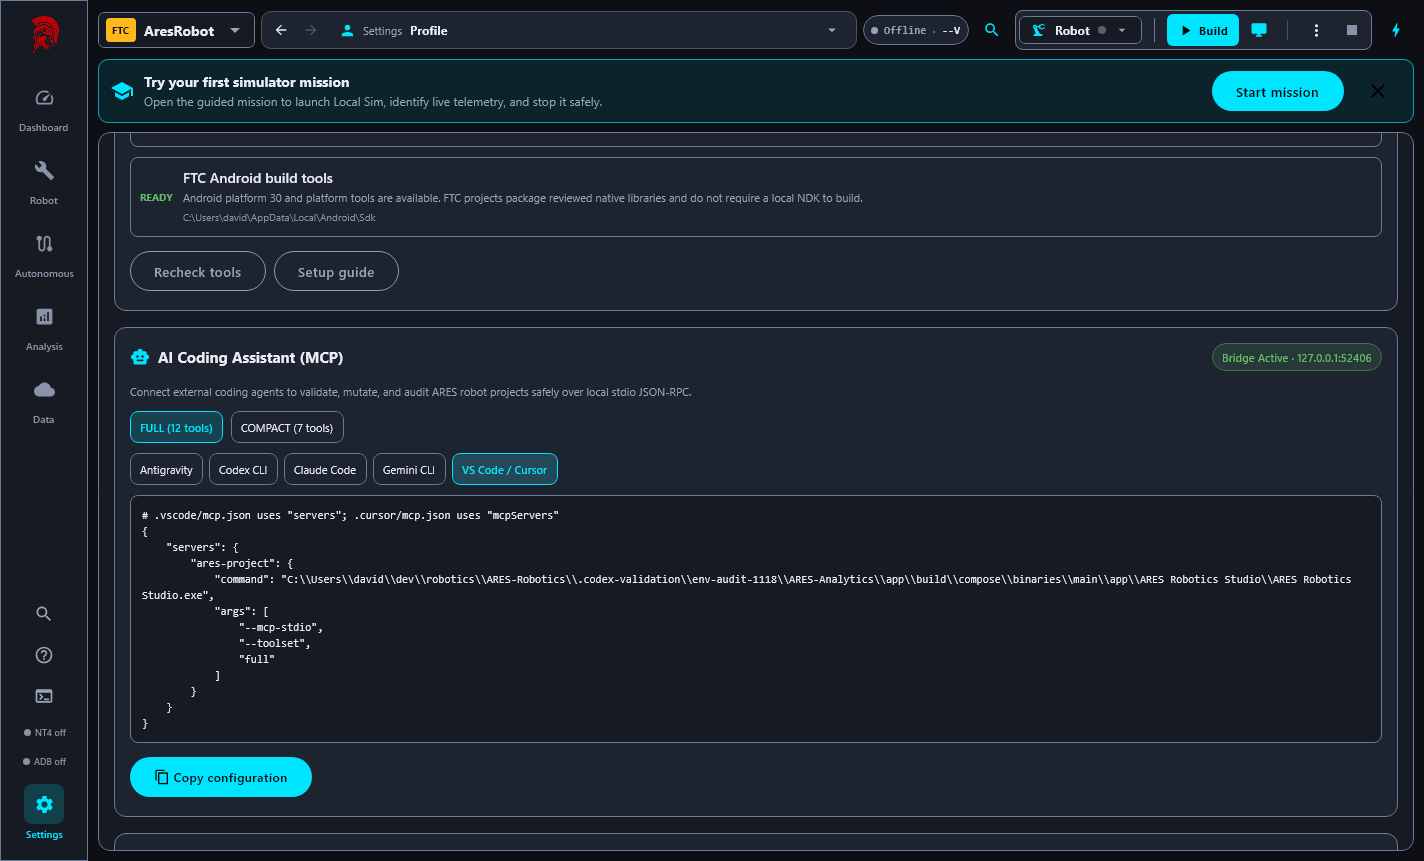 FTC AresRobot
Settings Profile
Offline · --V
Robot
Build
Try your first simulator mission
Open the guided mission to launch Local Sim, identify live telemetry, and stop it safely.
Start mission
Dashboard
Robot
Autonomous
Analysis
Data
NT4 off
ADB off
Settings
FTC Android build tools
READY
Android platform 30 and platform tools are available. FTC projects package reviewed native libraries and do not require a local NDK to build.
C:\Users\david\AppData\Local\Android\Sdk
Recheck tools
Setup guide
AI Coding Assistant (MCP)
Bridge Active · 127.0.0.1:52406
Connect external coding agents to validate, mutate, and audit ARES robot projects safely over local stdio JSON-RPC.
FULL (12 tools)
COMPACT (7 tools)
Antigravity
Codex CLI
Claude Code
Gemini CLI
VS Code / Cursor
# .vscode/mcp.json uses "servers"; .cursor/mcp.json uses "mcpServers"
{
    "servers": {
        "ares-project": {
            "command": "C:\\Users\\david\\dev\\robotics\\ARES-Robotics\\.codex-validation\\env-audit-1118\\ARES-Analytics\\app\\build\\compose\\binaries\\main\\app\\ARES Robotics Studio\\ARES Robotics
Studio.exe",
            "args": [
                "--mcp-stdio",
                "--toolset",
                "full"
            ]
        }
    }
}
Copy configuration